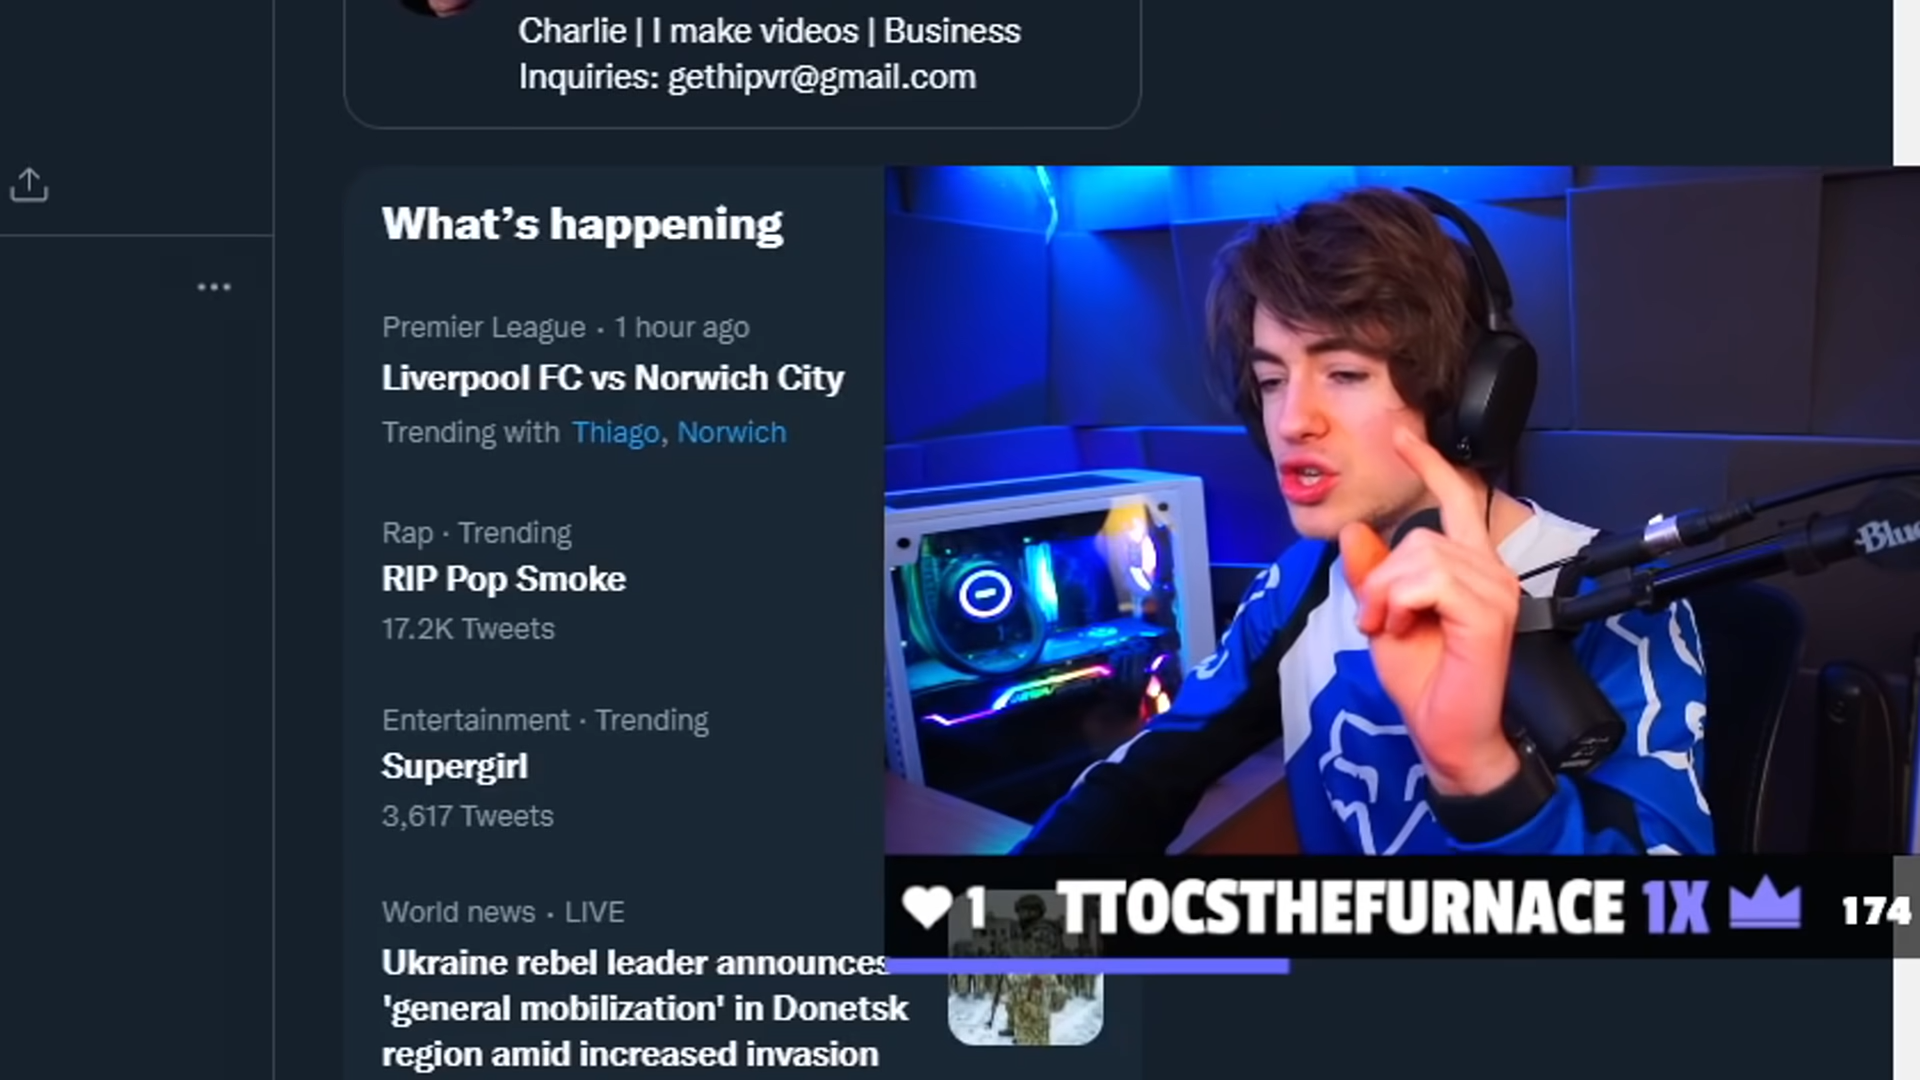 Charlie | I make videos | Business
Inquiries: gethipvr@gmail.com
What's happening
Premier League · 1 hour ago
Liverpool FC vs Norwich City
Trending with Thiago, Norwich
Rap · Trending
RIP Pop Smoke
17.2K Tweets
Entertainment · Trending
Supergirl
3,617 Tweets
World news · LIVE
Ukraine rebel leader announces
'general mobilization' in Donetsk
region amid increased invasion
Blue
1 TTOCSTHEFURNACE 1X 174